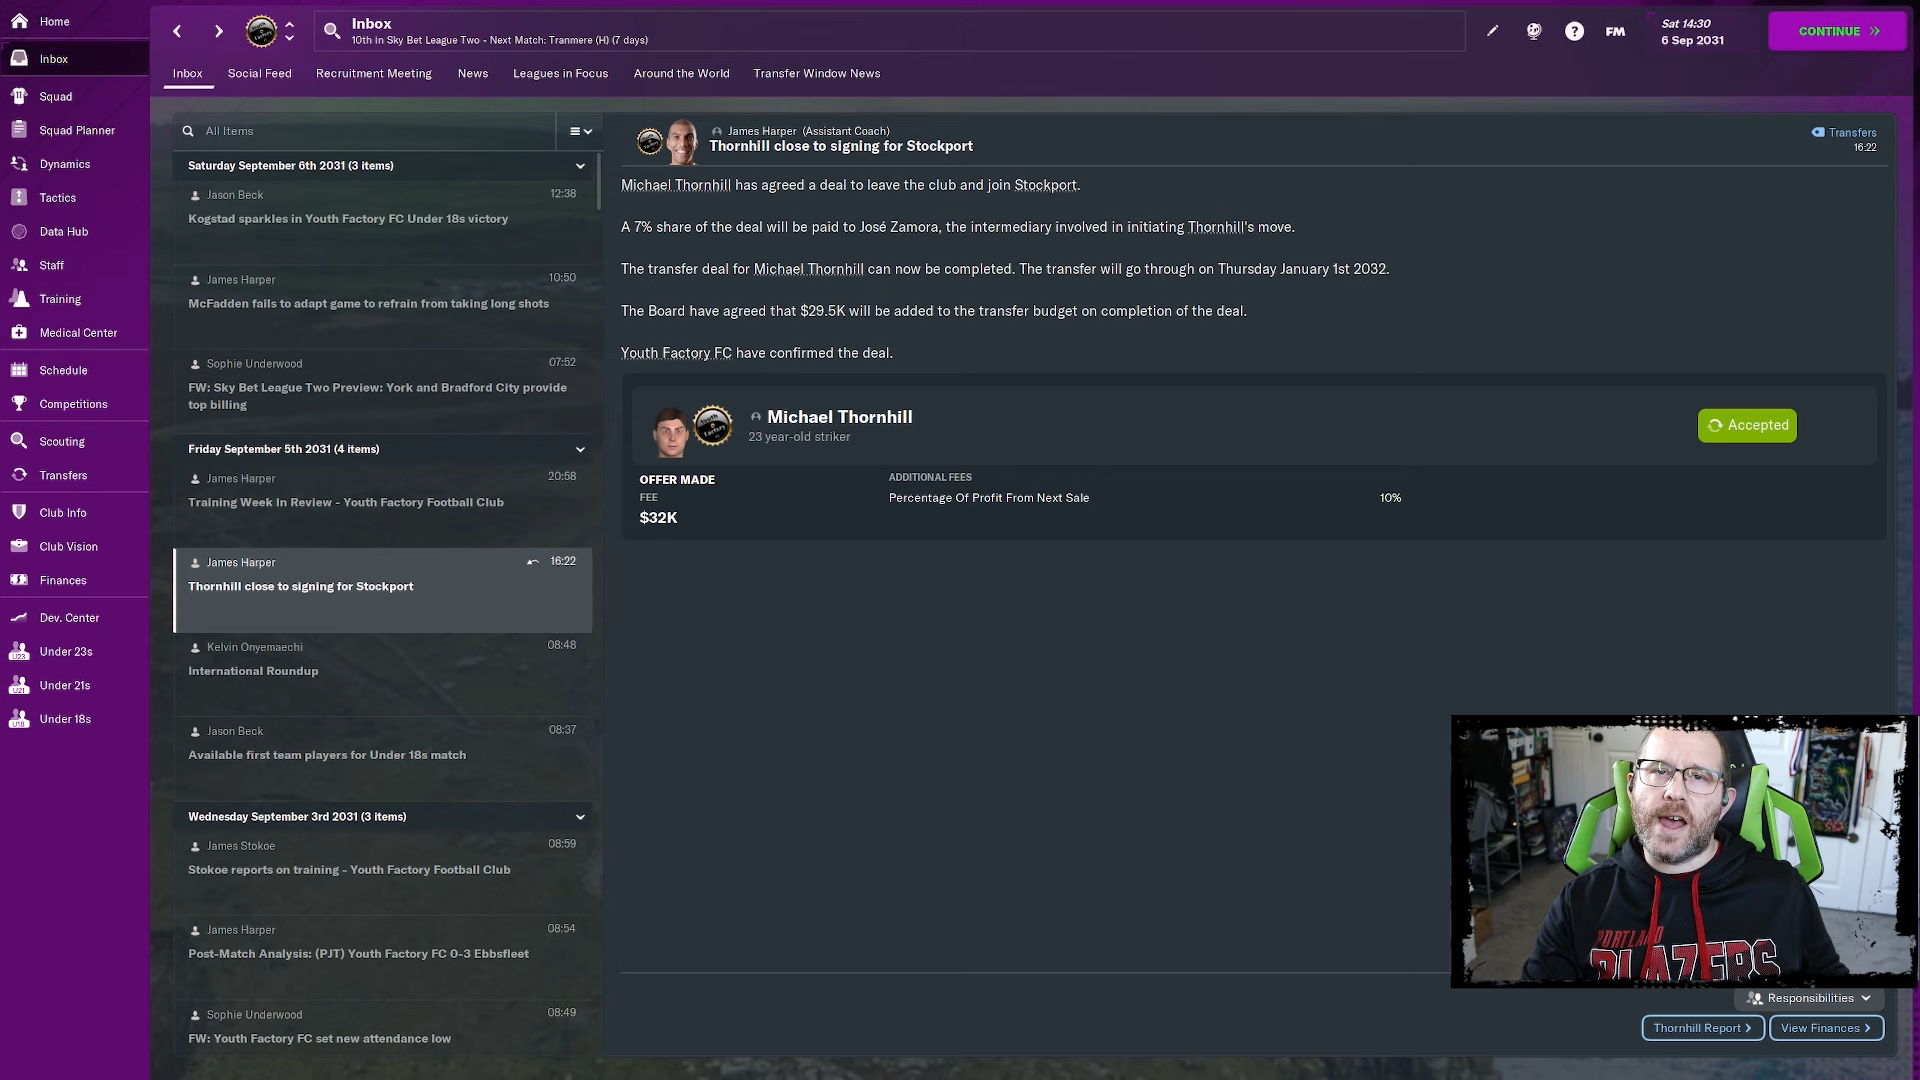 Home
Inbox
Squad
Squad Planner
Dynamics
Tactics
Data Hub
Staff
Training
Medical Center
Schedule
Competitions
Scouting
Transfers
Club Info
Club Vision
Finances
Dev. Center
Under 23s
Under 21s
Under 18s
Inbox
10th in Sky Bet League Two - Next Match: Tranmere (H) (7 days)
FM
Sat 14:30
6 Sep 2031
CONTINUE
Inbox Social Feed Recruitment Meeting News Leagues in Focus Around the World Transfer Window News
All Items
Saturday September 6th 2031 (3 items)
Jason Beck 12:38
Kogstad sparkles in Youth Factory FC Under 18s victory
James Harper 10:50
McFadden fails to adapt game to refrain from taking long shots
Sophie Underwood 07:52
FW: Sky Bet League Two Preview: York and Bradford City provide
top billing
Friday September 5th 2031 (4 items)
James Harper 20:58
Training Week In Review - Youth Factory Football Club
James Harper 16:22
Thornhill close to signing for Stockport
Kelvin Onyemaechi 08:48
International Roundup
Jason Beck 08:37
Available first team players for Under 18s match
Wednesday September 3rd 2031 (3 items)
James Stokoe 08:59
Stokoe reports on training - Youth Factory Football Club
James Harper 08:54
Post-Match Analysis: (PJT) Youth Factory FC 0-3 Ebbsfleet
Sophie Underwood 08:49
FW: Youth Factory FC set new attendance low
James Harper (Assistant Coach)
Thornhill close to signing for Stockport
Transfers
16:22
Michael Thornhill has agreed a deal to leave the club and join Stockport.
A 7% share of the deal will be paid to José Zamora, the intermediary involved in initiating Thornhill's move.
The transfer deal for Michael Thornhill can now be completed. The transfer will go through on Thursday January 1st 2032.
The Board have agreed that $29.5K will be added to the transfer budget on completion of the deal.
Youth Factory FC have confirmed the deal.
Youth
Factory
Michael Thornhill
23 year-old striker
Accepted
OFFER MADE
FEE
$32K
ADDITIONAL FEES
Percentage Of Profit From Next Sale 10%
PORTLAND
BLAZERS
Responsibilities
Thornhill Report
View Finances